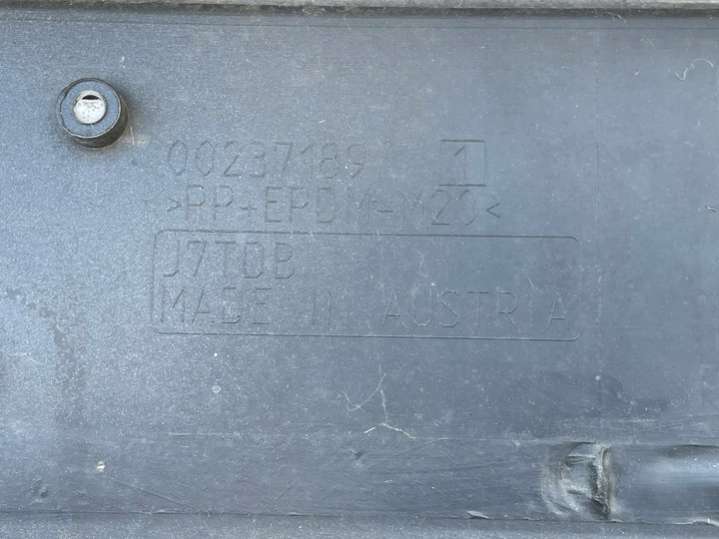 00237189 1
>PP+EPDM-M20<
J7TDB
MADE IN AUSTRIA